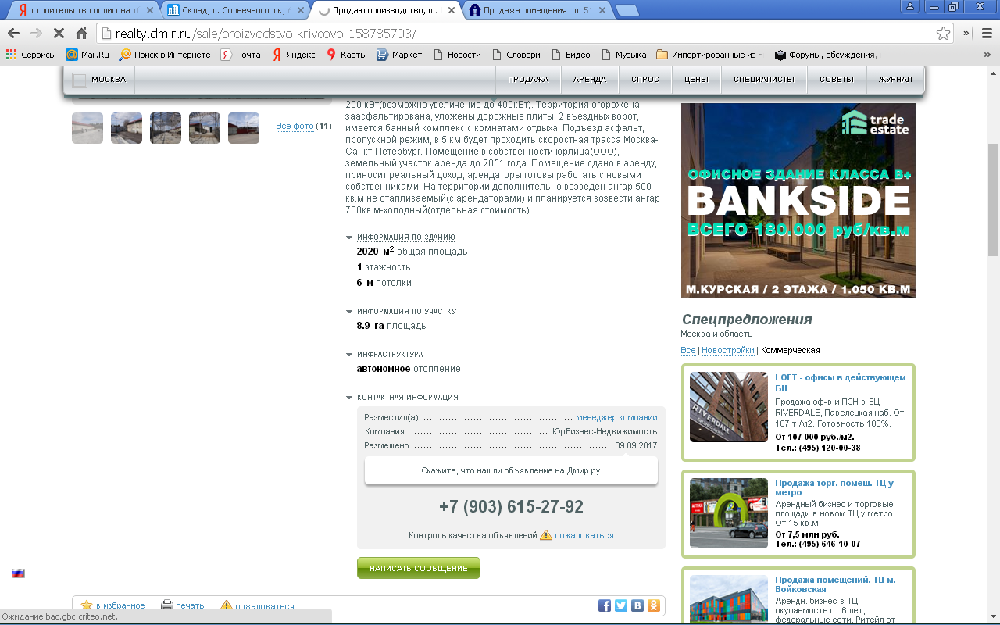 строительство полигона тб
Склад, г. Солнечногорск,
Продаю производство, ш.
Продажа помещения пл. 51
realty.dmir.ru/sale/proizvodstvo-krivcovo-158785703/
Сервисы
Mail.Ru
Поиск в Интернете
Почта
Яндекс
Карты
Маркет
Новости
Словари
Видео
Музыка
Импортированные из F
Форумы, обсуждения,
МОСКВА
ПРОДАЖА
АРЕНДА
СПРОС
ЦЕНЫ
СПЕЦИАЛИСТЫ
СОВЕТЫ
ЖУРНАЛ
Все фото (11)
200 кВт(возможно увеличение до 400кВт). Территория огорожена,
заасфальтирована, уложены дорожные плиты, 2 въездных ворот,
имеется банный комплекс с комнатами отдыха. Подъезд асфальт,
пропускной режим, в 5 км будет проходить скоростная трасса Москва-
Санкт-Петербург. Помещение в собственности юрлица(ООО),
земельный участок аренда до 2051 года. Помещение сдано в аренду,
приносит реальный доход, арендаторы готовы работать с новыми
собственниками. На территории дополнительно возведен ангар 500
кв.м не отапливаемый(с арендаторами) и планируется возвести ангар
700кв.м-холодный(отдельная стоимость).
ИНФОРМАЦИЯ ПО ЗДАНИЮ
2020 м² общая площадь
1 этажность
6 м потолки
ИНФОРМАЦИЯ ПО УЧАСТКУ
8.9 га площадь
ИНФРАСТРУКТУРА
автономное отопление
КОНТАКТНАЯ ИНФОРМАЦИЯ
Разместил(а) менеджер компании
Компания ЮрБизнес-Недвижимость
Размещено 09.09.2017
Скажите, что нашли объявление на Дмир.ру
+7 (903) 615-27-92
Контроль качества объявлений пожаловаться
НАПИСАТЬ СООБЩЕНИЕ
в избранное
печать
пожаловаться
Ожидание bac.gbc.criteo.net...
trade
estate
ОФИСНОЕ ЗДАНИЕ КЛАССА В+
BANKSIDE
ВСЕГО 180.000 руб/кв.м
М.КУРСКАЯ / 2 ЭТАЖА / 1.050 КВ.М
Спецпредложения
Москва и область
Все | Новостройки | Коммерческая
RIVERDALE
LOFT - офисы в действующем
БЦ
Продажа оф-в и ПСН в БЦ
RIVERDALE, Павелецкая наб. От
107 т./м2. Готовность 100%.
От 107 000 руб./м2.
Тел.: (495) 120-00-38
Продажа торг. помещ. ТЦ у
метро
Арендный бизнес и торговые
площади в новом ТЦ у метро.
От 15 кв.м.
От 7,5 млн руб.
Тел.: (495) 646-10-07
Продажа помещений. ТЦ м.
Войковская
Арендн. бизнес в ТЦ,
окупаемость от 6 лет,
федеральные сети. Ритейл от